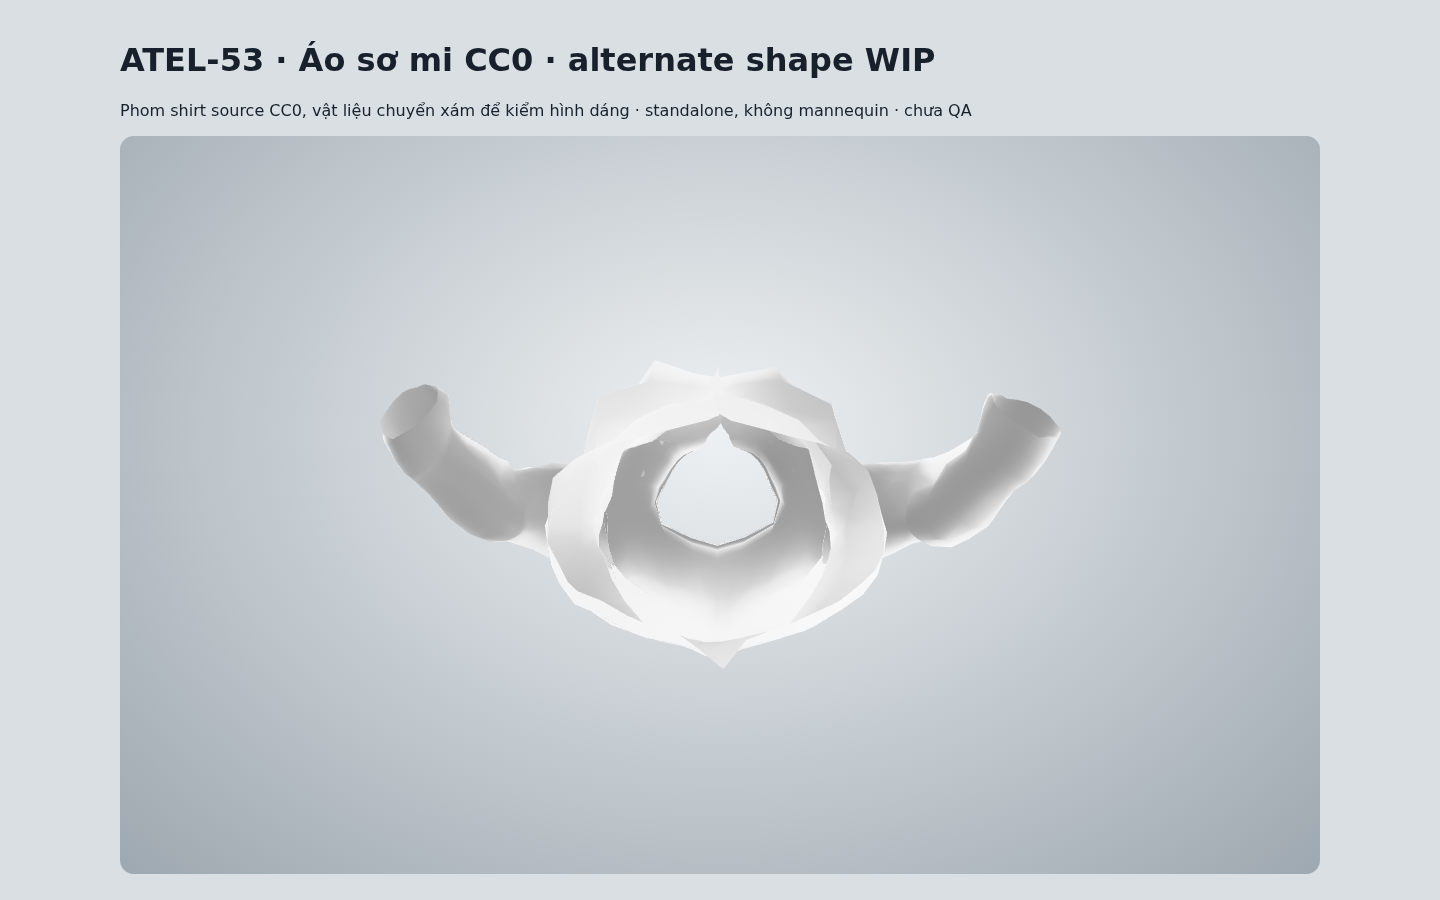 ATEL-53 · Áo sơ mi CC0 · alternate shape WIP
Phom shirt source CC0, vật liệu chuyển xám để kiểm hình dáng · standalone, không mannequin · chưa QA